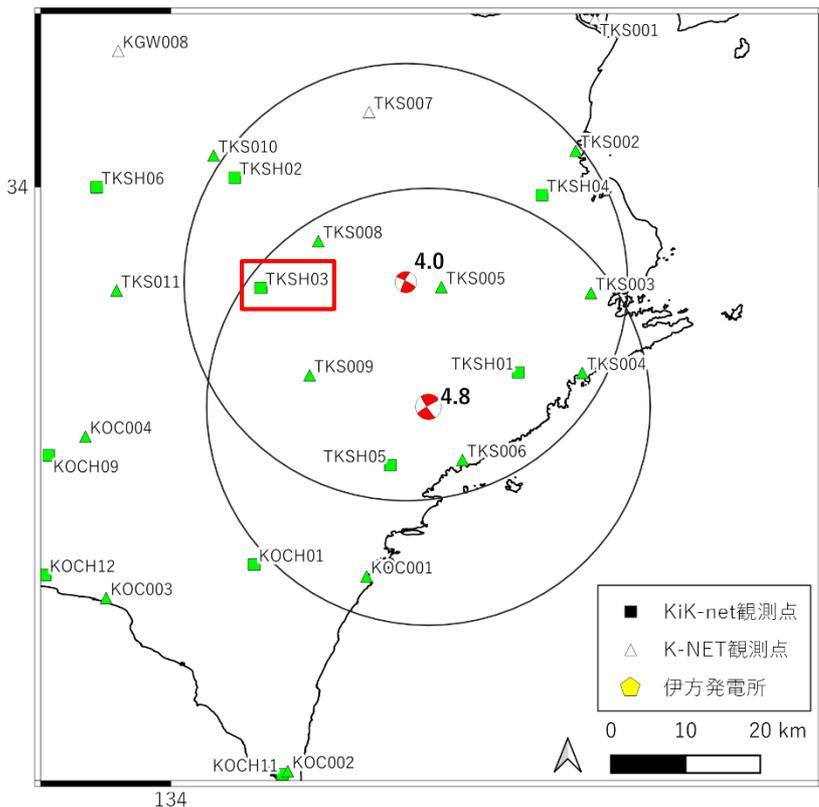 TKS001
KGW008
TKS007
TKS010
TKS002
TKSH02
TKSH06
TKSH04
34
TKS008
4.0
TKSH03
TKS005
TKS011
TKS003
TKS009
TKSH01
TKS004
4.8
KOC004
TKSH05
TKS006
KOCH09
KOCH01
KOCH12
KOC001
KOC003
KiK-net観測点
K-NET観測点
伊方発電所
0 10 20 km
KOCH11
KOC002
134